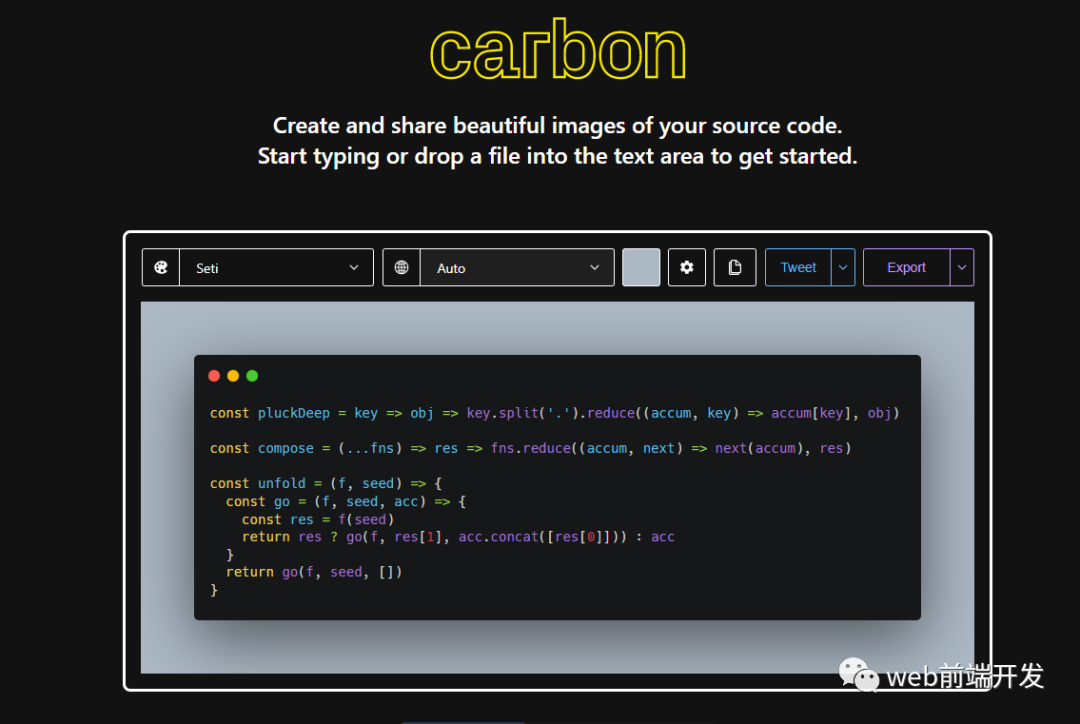 carbon
Create and share beautiful images of your source code.
Start typing or drop a file into the text area to get started.
Seti
Auto
Tweet
Export
const pluckDeep = key => obj => key.split('.').reduce((accum, key) => accum[key], obj)
const compose = (...fns) => res => fns.reduce((accum, next) => next(accum), res)
const unfold = (f, seed) => {
  const go = (f, seed, acc) => {
    const res = f(seed)
    return res ? go(f, res[1], acc.concat([res[0]])) : acc
  }
  return go(f, seed, [])
}
web前端开发